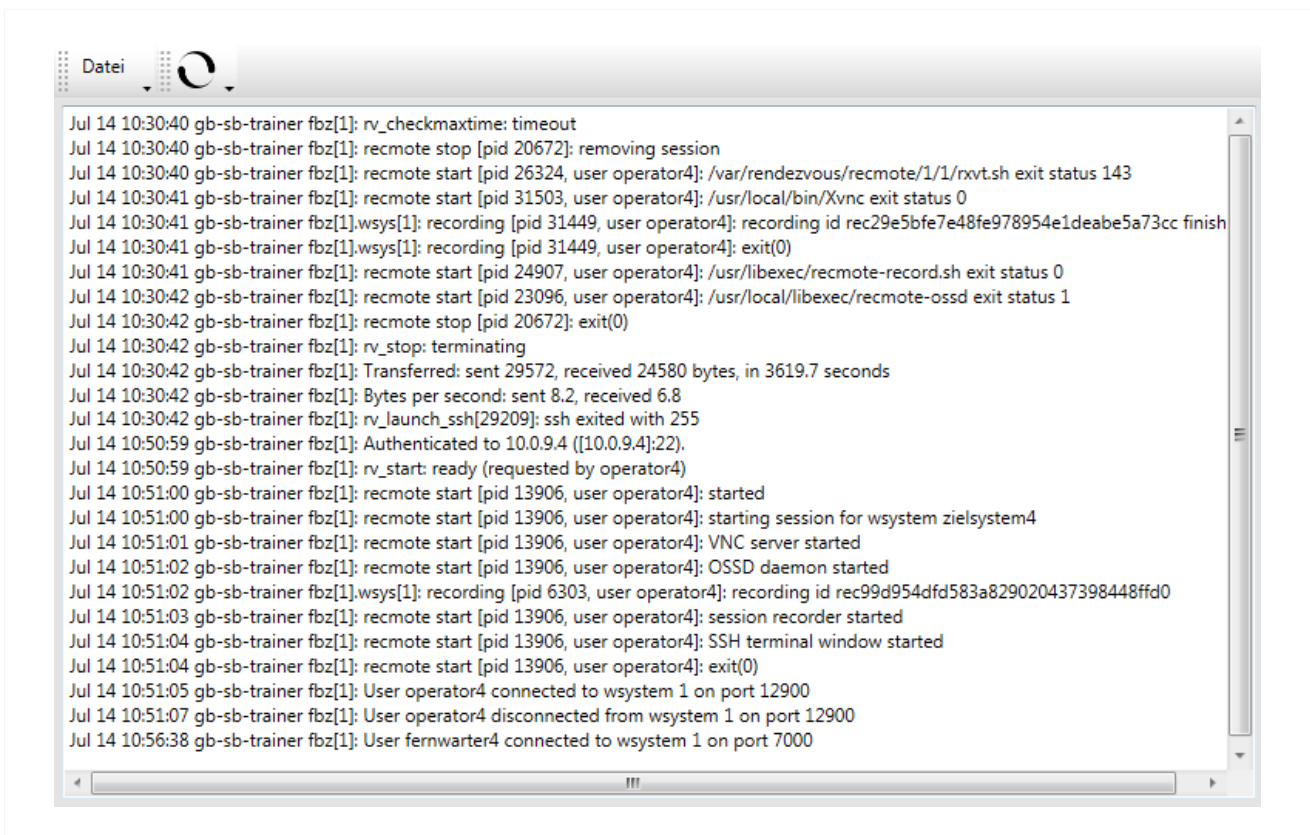 Datei
Jul 14 10:30:40 gb-sb-trainer fbz[1]: rv_checkmaxtime: timeout
Jul 14 10:30:40 gb-sb-trainer fbz[1]: recmote stop [pid 20672]: removing session
Jul 14 10:30:40 gb-sb-trainer fbz[1]: recmote start [pid 26324, user operator4]: /var/rendezvous/recmote/1/1/rxvt.sh exit status 143
Jul 14 10:30:41 gb-sb-trainer fbz[1]: recmote start [pid 31503, user operator4]: /usr/local/bin/Xvnc exit status 0
Jul 14 10:30:41 gb-sb-trainer fbz[1].wsys[1]: recording [pid 31449, user operator4]: recording id rec29e5bfe7e48fe978954e1deabe5a73cc finish
Jul 14 10:30:41 gb-sb-trainer fbz[1].wsys[1]: recording [pid 31449, user operator4]: exit(0)
Jul 14 10:30:41 gb-sb-trainer fbz[1]: recmote start [pid 24907, user operator4]: /usr/libexec/recmote-record.sh exit status 0
Jul 14 10:30:42 gb-sb-trainer fbz[1]: recmote start [pid 23096, user operator4]: /usr/local/libexec/recmote-ossd exit status 1
Jul 14 10:30:42 gb-sb-trainer fbz[1]: recmote stop [pid 20672]: exit(0)
Jul 14 10:30:42 gb-sb-trainer fbz[1]: rv_stop: terminating
Jul 14 10:30:42 gb-sb-trainer fbz[1]: Transferred: sent 29572, received 24580 bytes, in 3619.7 seconds
Jul 14 10:30:42 gb-sb-trainer fbz[1]: Bytes per second: sent 8.2, received 6.8
Jul 14 10:30:42 gb-sb-trainer fbz[1]: rv_launch_ssh[29209]: ssh exited with 255
Jul 14 10:50:59 gb-sb-trainer fbz[1]: Authenticated to 10.0.9.4 ([10.0.9.4]:22).
Jul 14 10:50:59 gb-sb-trainer fbz[1]: rv_start: ready (requested by operator4)
Jul 14 10:51:00 gb-sb-trainer fbz[1]: recmote start [pid 13906, user operator4]: started
Jul 14 10:51:00 gb-sb-trainer fbz[1]: recmote start [pid 13906, user operator4]: starting session for wsystem zielsystem4
Jul 14 10:51:01 gb-sb-trainer fbz[1]: recmote start [pid 13906, user operator4]: VNC server started
Jul 14 10:51:02 gb-sb-trainer fbz[1]: recmote start [pid 13906, user operator4]: OSSD daemon started
Jul 14 10:51:02 gb-sb-trainer fbz[1].wsys[1]: recording [pid 6303, user operator4]: recording id rec99d954dfd583a829020437398448ffd0
Jul 14 10:51:03 gb-sb-trainer fbz[1]: recmote start [pid 13906, user operator4]: session recorder started
Jul 14 10:51:04 gb-sb-trainer fbz[1]: recmote start [pid 13906, user operator4]: SSH terminal window started
Jul 14 10:51:04 gb-sb-trainer fbz[1]: recmote start [pid 13906, user operator4]: exit(0)
Jul 14 10:51:05 gb-sb-trainer fbz[1]: User operator4 connected to wsystem 1 on port 12900
Jul 14 10:51:07 gb-sb-trainer fbz[1]: User operator4 disconnected from wsystem 1 on port 12900
Jul 14 10:56:38 gb-sb-trainer fbz[1]: User fernwarter4 connected to wsystem 1 on port 7000